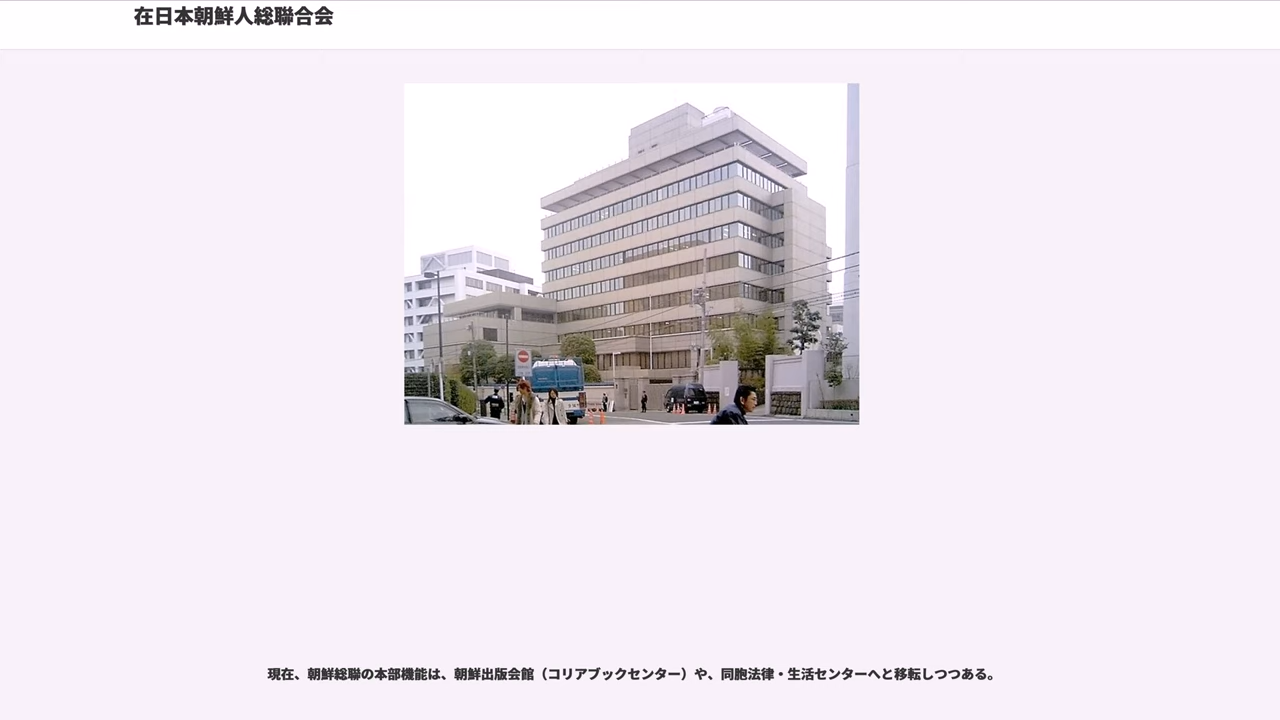 在日本朝鮮人総聯合会
現在、朝鮮総聯の本部機能は、朝鮮出版会館（コリアブックセンター）や、同胞法律・生活センターへと移転しつつある。